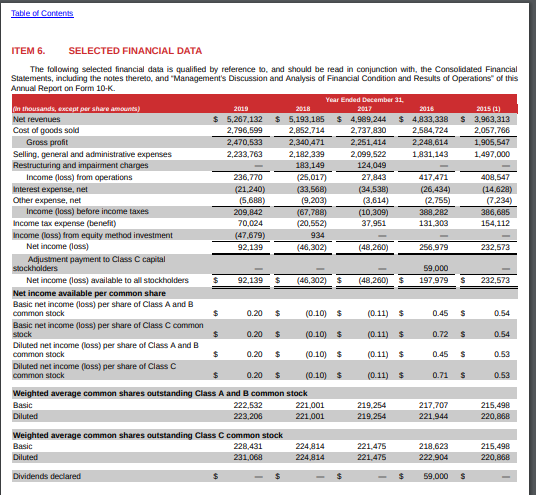 Table of Contents
ITEM 6. SELECTED FINANCIAL DATA
The following selected financial data is qualified by reference to, and should be read in conjunction with, the Consolidated Financial
Statements, including the notes thereto, and "Management's Discussion and Analysis of Financial Condition and Results of Operations" of this
Annual Report on Form 10-K.
Year Ended December 31,
(In thousands, except per share amounts) 2019 2018 2017 2016 2015 (1)
Net revenues $ 5,267,132 $ 5,193,185 $ 4,989,244 $ 4,833,338 $ 3,963,313
Cost of goods sold 2,796,599 2,852,714 2,737,830 2,584,724 2,057,766
Gross profit 2,470,533 2,340,471 2,251,414 2,248,614 1,905,547
Selling, general and administrative expenses 2,233,763 2,182,339 2,099,522 1,831,143 1,497,000
Restructuring and impairment charges — 183,149 124,049 — —
Income (loss) from operations 236,770 (25,017) 27,843 417,471 408,547
Interest expense, net (21,240) (33,568) (34,538) (26,434) (14,628)
Other expense, net (5,688) (9,203) (3,614) (2,755) (7,234)
Income (loss) before income taxes 209,842 (67,788) (10,309) 388,282 386,685
Income tax expense (benefit) 70,024 (20,552) 37,951 131,303 154,112
Income (loss) from equity method investment (47,679) 934 — — —
Net income (loss) 92,139 (46,302) (48,260) 256,979 232,573
Adjustment payment to Class C capital
stockholders — — — 59,000 —
Net income (loss) available to all stockholders $ 92,139 $ (46,302) $ (48,260) $ 197,979 $ 232,573
Net income available per common share
Basic net income (loss) per share of Class A and B
common stock $ 0.20 $ (0.10) $ (0.11) $ 0.45 $ 0.54
Basic net income (loss) per share of Class C common
stock $ 0.20 $ (0.10) $ (0.11) $ 0.72 $ 0.54
Diluted net income (loss) per share of Class A and B
common stock $ 0.20 $ (0.10) $ (0.11) $ 0.45 $ 0.53
Diluted net income (loss) per share of Class C
common stock $ 0.20 $ (0.10) $ (0.11) $ 0.71 $ 0.53
Weighted average common shares outstanding Class A and B common stock
Basic 222,532 221,001 219,254 217,707 215,498
Diluted 223,206 221,001 219,254 221,944 220,868
Weighted average common shares outstanding Class C common stock
Basic 228,431 224,814 221,475 218,623 215,498
Diluted 231,068 224,814 221,475 222,904 220,868
Dividends declared $ — $ — $ — $ 59,000 $ —